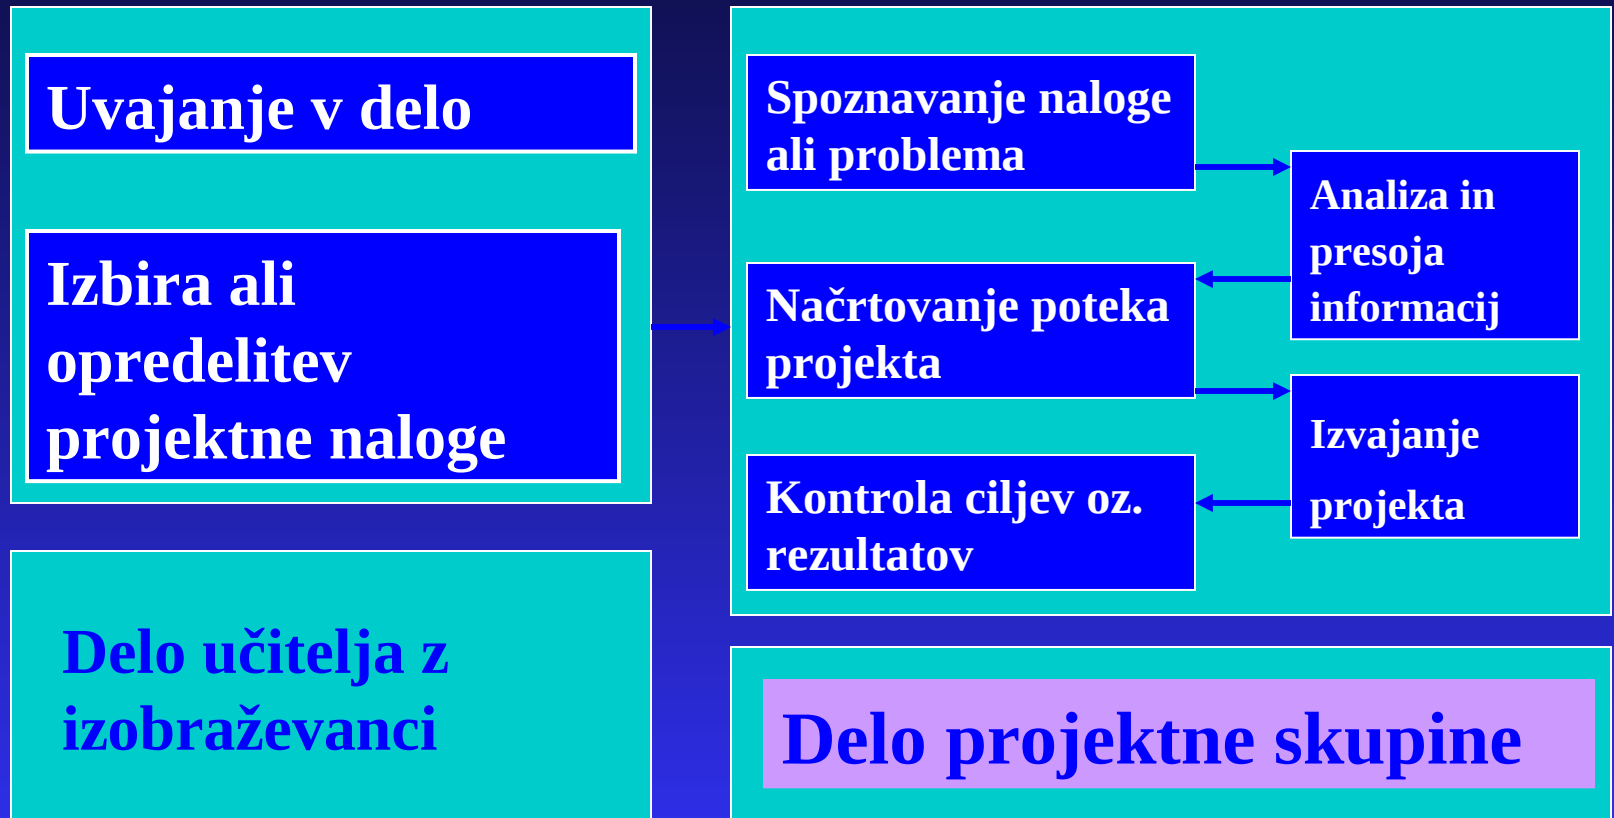 Uvajanje v delo
Izbira ali
opredelitev
projektne naloge
Delo učitelja z
izobraževanci
Spoznavanje naloge
ali problema
Analiza in
presoja
informacij
Načrtovanje poteka
projekta
Izvajanje
projekta
Kontrola ciljev oz.
rezultatov
Delo projektne skupine